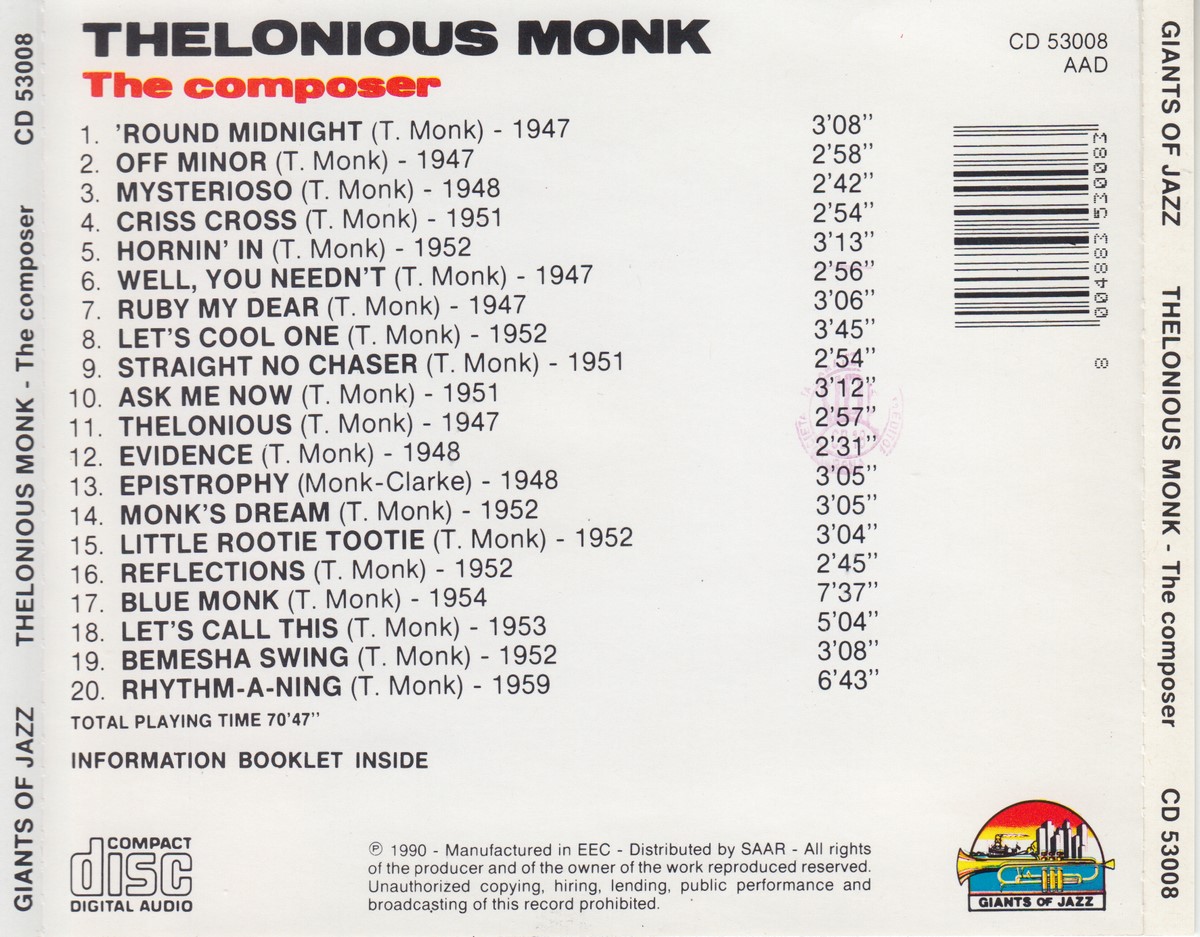 THELONIOUS MONK
The composer
CD 53008
AAD
1. 'ROUND MIDNIGHT (T. Monk) - 1947 3'08"
2. OFF MINOR (T. Monk) - 1947 2'58"
3. MYSTERIOSO (T. Monk) - 1948 2'42"
4. CRISS CROSS (T. Monk) - 1951 2'54"
5. HORNIN' IN (T. Monk) - 1952 3'13"
6. WELL, YOU NEEDN'T (T. Monk) - 1947 2'56"
7. RUBY MY DEAR (T. Monk) - 1947 3'06"
8. LET'S COOL ONE (T. Monk) - 1952 3'45"
9. STRAIGHT NO CHASER (T. Monk) - 1951 2'54"
10. ASK ME NOW (T. Monk) - 1951 3'12"
11. THELONIOUS (T. Monk) - 1947 2'57"
12. EVIDENCE (T. Monk) - 1948 2'31"
13. EPISTROPHY (Monk-Clarke) - 1948 3'05"
14. MONK'S DREAM (T. Monk) - 1952 3'05"
15. LITTLE ROOTIE TOOTIE (T. Monk) - 1952 3'04"
16. REFLECTIONS (T. Monk) - 1952 2'45"
17. BLUE MONK (T. Monk) - 1954 7'37"
18. LET'S CALL THIS (T. Monk) - 1953 5'04"
19. BEMESHA SWING (T. Monk) - 1952 3'08"
20. RHYTHM-A-NING (T. Monk) - 1959 6'43"
TOTAL PLAYING TIME 70'47"
INFORMATION BOOKLET INSIDE
COMPACT
disc
DIGITAL AUDIO
℗ 1990 - Manufactured in EEC - Distributed by SAAR - All rights
of the producer and of the owner of the work reproduced reserved.
Unauthorized copying, hiring, lending, public performance and
broadcasting of this record prohibited.
GIANTS OF JAZZ
GIANTS OF JAZZ THELONIOUS MONK - The composer CD 53008
GIANTS OF JAZZ THELONIOUS MONK - The composer CD 53008